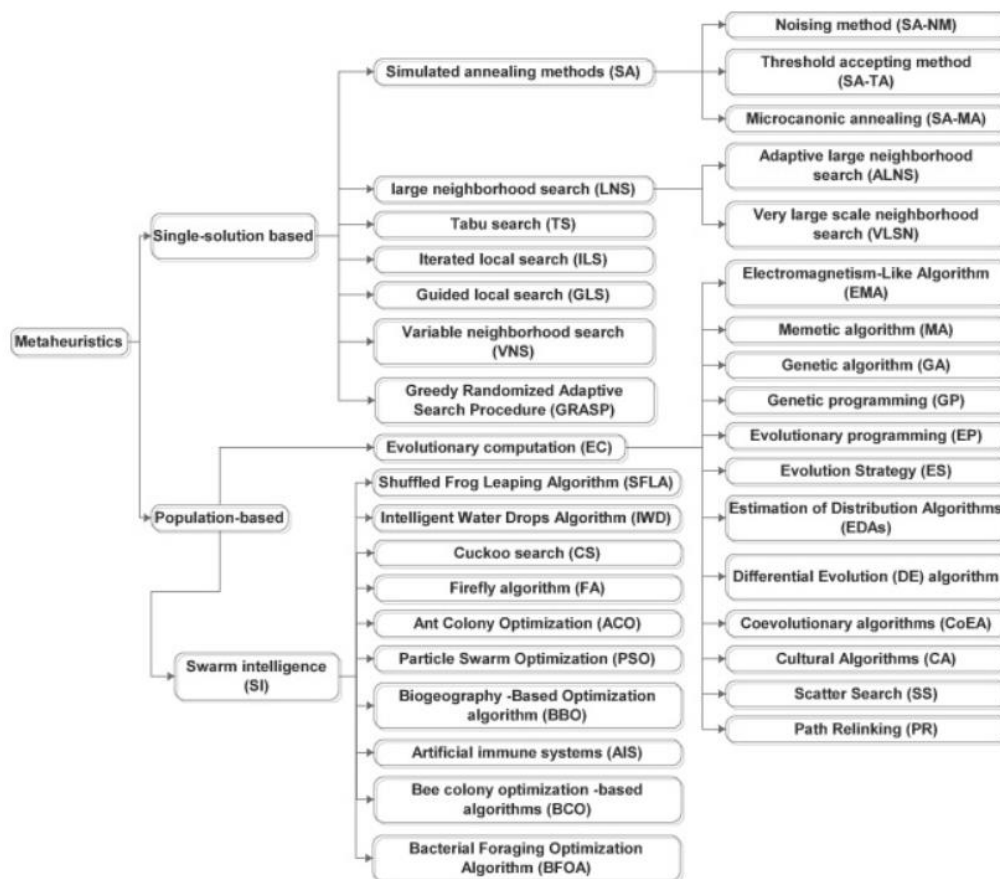 Metaheuristics
Single-solution based
Population-based
Simulated annealing methods (SA)
large neighborhood search (LNS)
Tabu search (TS)
Iterated local search (ILS)
Guided local search (GLS)
Variable neighborhood search
(VNS)
Greedy Randomized Adaptive
Search Procedure (GRASP)
Evolutionary computation (EC)
Swarm intelligence
(SI)
Shuffled Frog Leaping Algorithm (SFLA)
Intelligent Water Drops Algorithm (IWD)
Cuckoo search (CS)
Firefly algorithm (FA)
Ant Colony Optimization (ACO)
Particle Swarm Optimization (PSO)
Biogeography -Based Optimization
algorithm (BBO)
Artificial immune systems (AIS)
Bee colony optimization -based
algorithms (BCO)
Bacterial Foraging Optimization
Algorithm (BFOA)
Noising method (SA-NM)
Threshold accepting method
(SA-TA)
Microcanonic annealing (SA-MA)
Adaptive large neighborhood
search (ALNS)
Very large scale neighborhood
search (VLSN)
Electromagnetism-Like Algorithm
(EMA)
Memetic algorithm (MA)
Genetic algorithm (GA)
Genetic programming (GP)
Evolutionary programming (EP)
Evolution Strategy (ES)
Estimation of Distribution Algorithms
(EDAs)
Differential Evolution (DE) algorithm
Coevolutionary algorithms (CoEA)
Cultural Algorithms (CA)
Scatter Search (SS)
Path Relinking (PR)